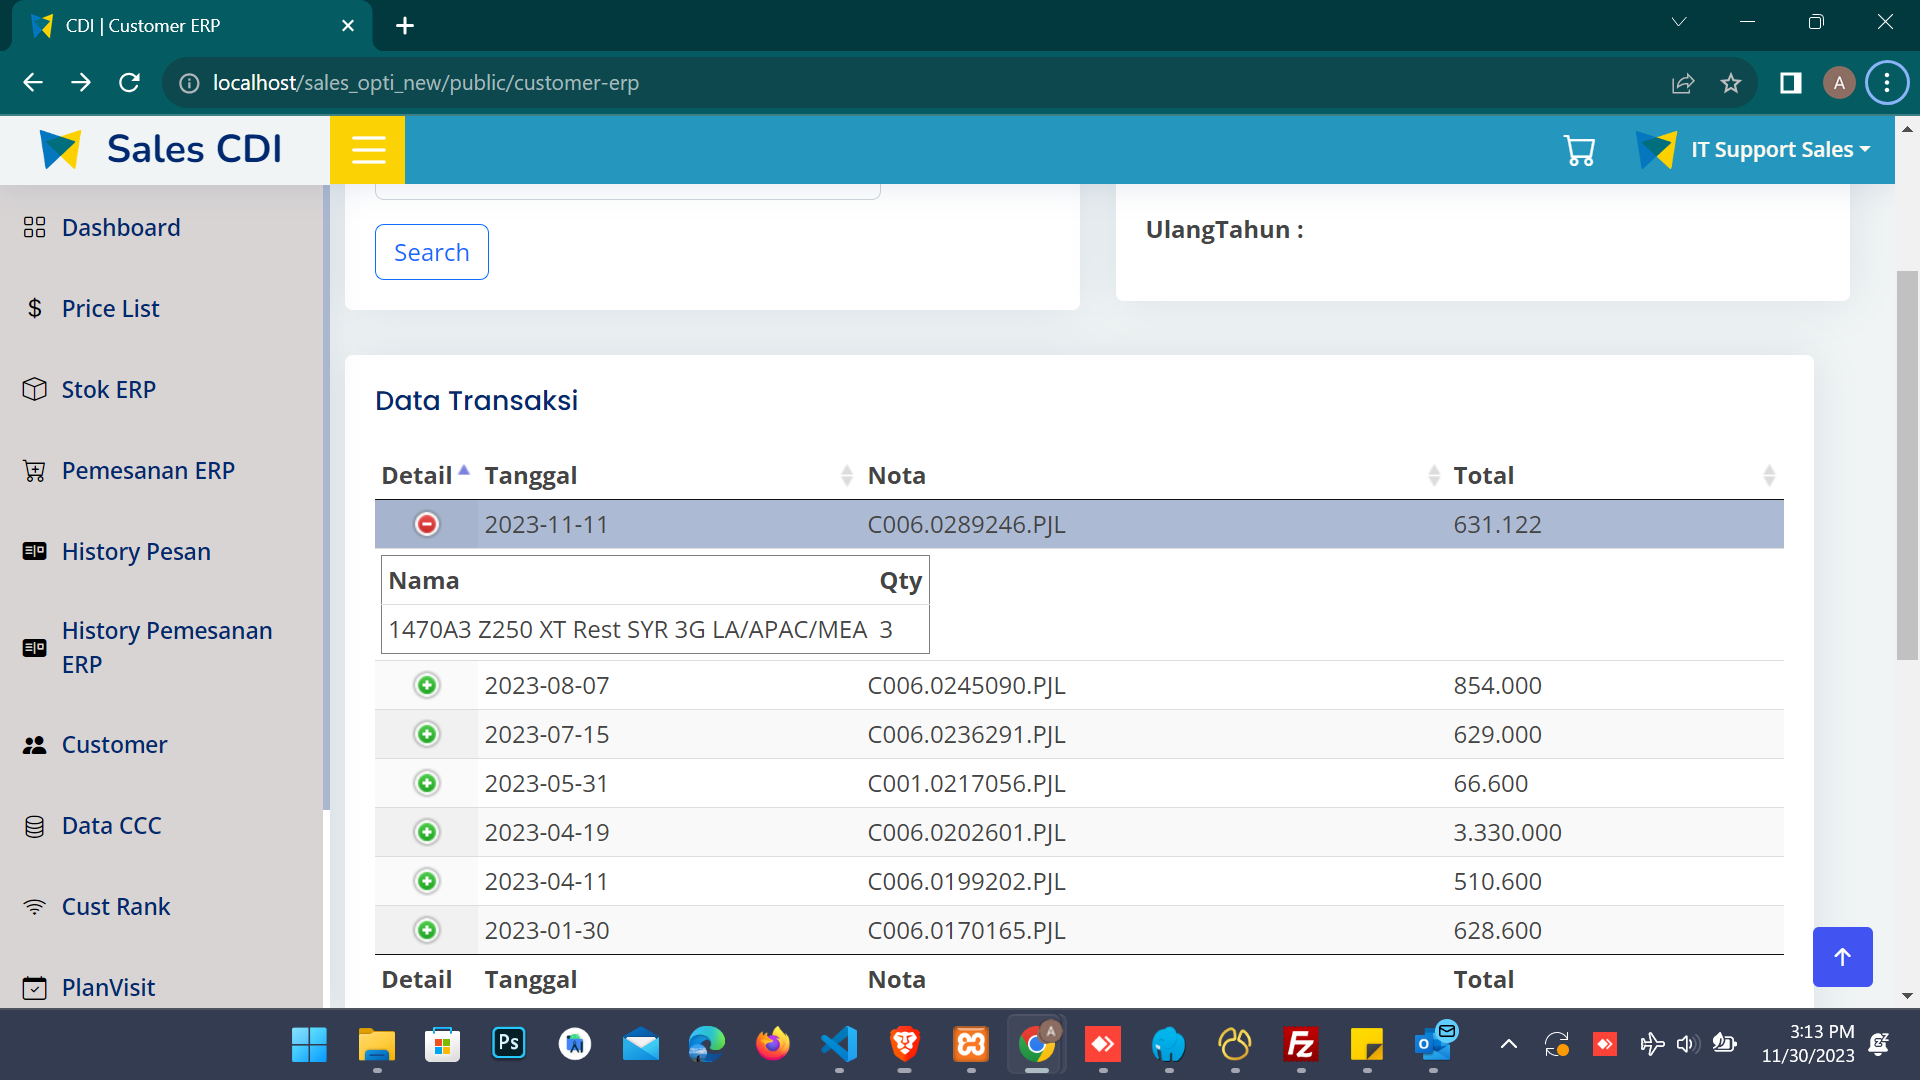 CDI | Customer ERP
localhost/sales_opti_new/public/customer-erp
A
Sales CDI
IT Support Sales
Dashboard
Price List
Stok ERP
Pemesanan ERP
History Pesan
History Pemesanan
ERP
Customer
Data CCC
Cust Rank
PlanVisit
Search
UlangTahun :
Data Transaksi
Detail Tanggal Nota Total
2023-11-11 C006.0289246.PJL 631.122
Nama Qty
1470A3 Z250 XT Rest SYR 3G LA/APAC/MEA 3
2023-08-07 C006.0245090.PJL 854.000
2023-07-15 C006.0236291.PJL 629.000
2023-05-31 C001.0217056.PJL 66.600
2023-04-19 C006.0202601.PJL 3.330.000
2023-04-11 C006.0199202.PJL 510.600
2023-01-30 C006.0170165.PJL 628.600
Detail Tanggal Nota Total
Ps
A
Fz
3:13 PM
11/30/2023